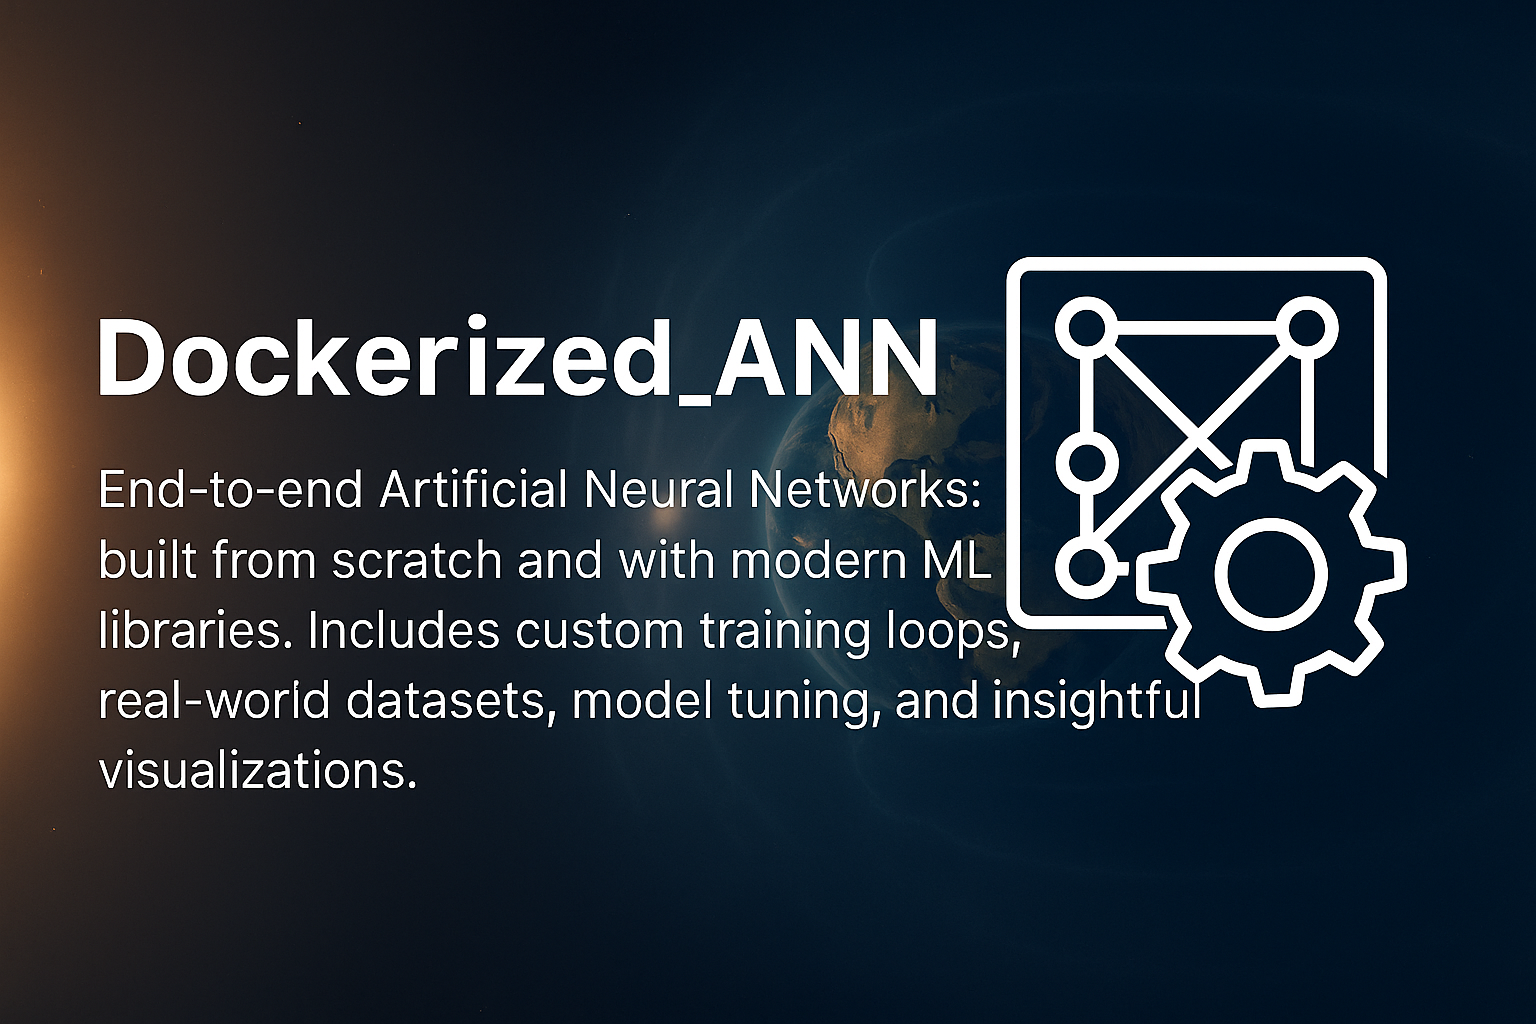 Dockerized_ANN
End-to-end Artificial Neural Networks:
built from scratch and with modern ML
libraries. Includes custom training loops,
real-world datasets, model tuning, and insightful
visualizations.